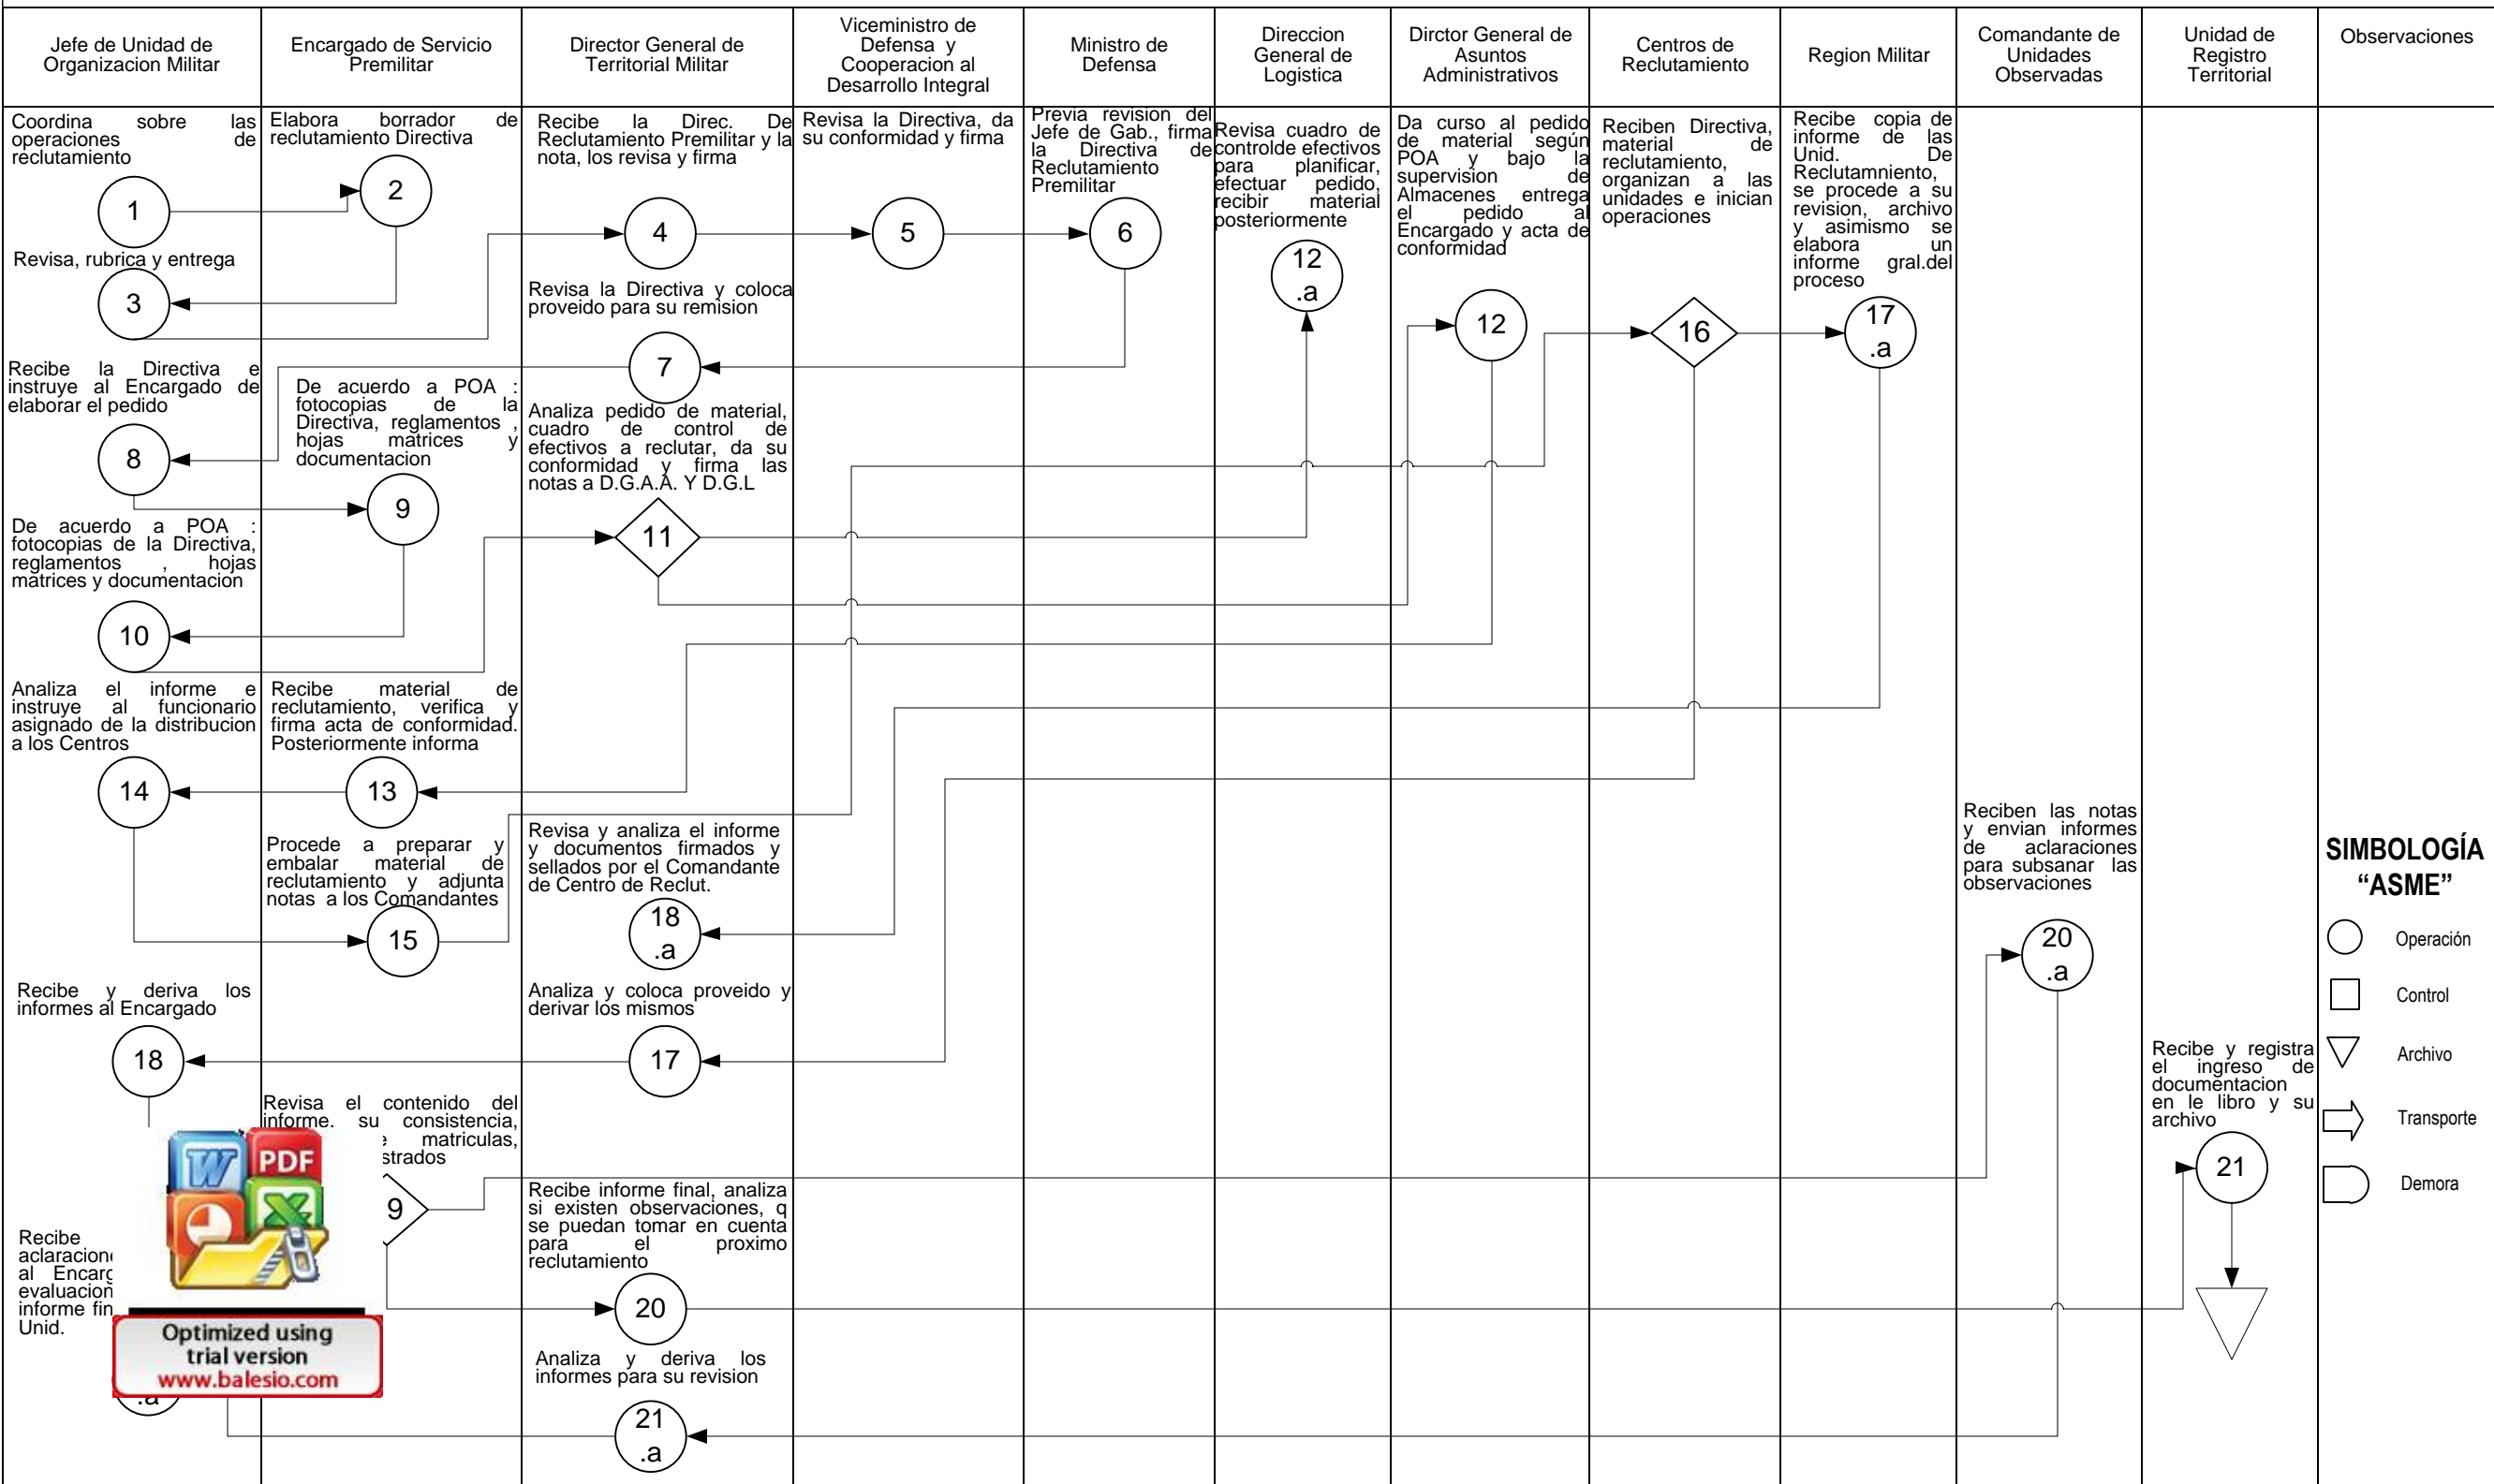 Jefe de Unidad de
Organizacion Militar
Encargado de Servicio
Premilitar
Director General de
Territorial Militar
Viceministro de
Defensa y
Cooperacion al
Desarrollo Integral
Ministro de
Defensa
Direccion
General de
Logistica
Dirctor General de
Asuntos
Administrativos
Centros de
Reclutamiento
Region Militar
Comandante de
Unidades
Observadas
Unidad de
Registro
Territorial
Observaciones
Coordina sobre las
operaciones de
reclutamiento
1
Revisa, rubrica y entrega
3
Recibe la Directiva e
instruye al Encargado de
elaborar el pedido
8
De acuerdo a POA :
fotocopias de la Directiva,
reglamentos , hojas
matrices y documentacion
10
Analiza el informe e
instruye al funcionario
asignado de la distribucion
a los Centros
14
Recibe y deriva los
informes al Encargado
18
Recibe
al
informe
Unid.
.a
Elabora borrador de
reclutamiento Directiva
2
De acuerdo a POA :
fotocopias de la
Directiva, reglamentos ,
hojas matrices y
documentacion
9
Recibe material de
reclutamiento, verifica y
firma acta de conformidad.
Posteriormente informa
13
Procede a preparar y
embalar material de
reclutamiento y adjunta
notas a los Comandantes
15
Revisa el contenido del
informe. su consistencia,
matriculas,
strados
9
Recibe la Direc. De
Reclutamiento Premilitar y la
nota, los revisa y firma
4
Revisa la Directiva y coloca
proveido para su remision
7
Analiza pedido de material,
cuadro de control de
efectivos a reclutar, da su
conformidad y firma las
notas a D.G.A.A. Y D.G.L
11
Revisa y analiza el informe
y documentos firmados y
sellados por el Comandante
de Centro de Reclut.
18
.a
Analiza y coloca proveido y
derivar los mismos
17
Recibe informe final, analiza
si existen observaciones, q
se puedan tomar en cuenta
para el proximo
reclutamiento
20
Analiza y deriva los
informes para su revision
21
.a
Revisa la Directiva, da
su conformidad y firma
5
Previa revision del
Jefe de Gab., firma
la Directiva de
Reclutamiento
Premilitar
6
Revisa cuadro de
controlde efectivos
para planificar,
efectuar pedido,
recibir material
posteriormente
12
.a
Da curso al pedido
de material según
POA y bajo la
supervision de
Almacenes entrega
el pedido al
Encargado y acta de
conformidad
12
Reciben Directiva,
material de
reclutamiento,
organizan a las
unidades e inician
operaciones
16
Recibe copia de
informe de las
Unid. De
Reclutamniento,
se procede a su
revision, archivo
y asimismo se
elabora un
informe gral.del
proceso
17
.a
Reciben las notas
y envian informes
de aclaraciones
para subsanar las
observaciones
20
.a
Recibe y registra
el ingreso de
documentacion
en le libro y su
archivo
21
SIMBOLOGÍA
“ASME”
Operación
Control
Archivo
Transporte
Demora
W
PDF
X
Optimized using
trial version
www.balesio.com